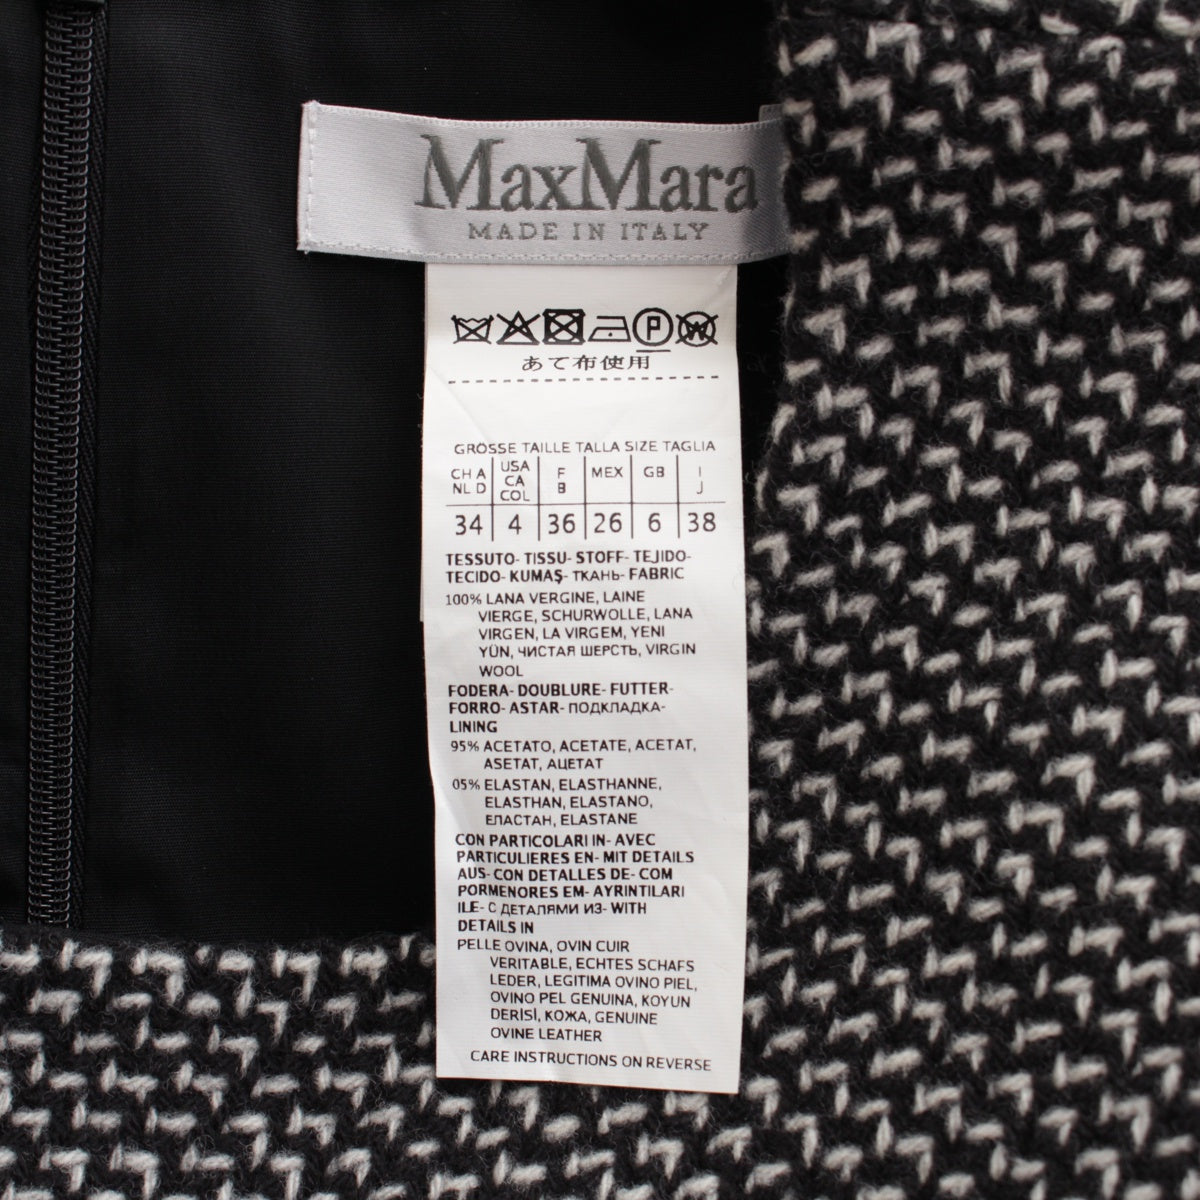 MaxMara
MADE IN ITALY
P W
あて布使用
GRÖSSE TAILLE TALLA SIZE TAGLIA
CH A NL D USA CA COL F B MEX GB I J
34 4 36 26 6 38
TESSUTO- TISSU- STOFF- TEJIDO-
TECIDO- KUMAŞ- ТКАНЬ- FABRIC
100% LANA VERGINE, LAINE
VIERGE, SCHURWOLLE, LANA
VIRGEN, LA VIRGEM, YENI
YÜN, ЧИСТАЯ ШЕРСТЬ, VIRGIN
WOOL
FODERA- DOUBLURE- FUTTER-
FORRO- ASTAR- ПОДКЛАДКА-
LINING
95% ACETATO, ACETATE, ACETAT,
ASETAT, АЦЕТАТ
05% ELASTAN, ELASTHANNE,
ELASTHAN, ELASTANO,
ЕПАСТАН, ELASTANE
CON PARTICOLARI IN- AVEC
PARTICULIERES EN- MIT DETAILS
AUS- CON DETALLES DE- COM
PORMENORES EM- AYRINTILARI
ILE- С ДЕТАЛЯМИ ИЗ- WITH
DETAILS IN
PELLE OVINA, OVIN CUIR
VERITABLE, ECHTES SCHAFS
LEDER, LEGITIMA OVINO PIEL,
OVINO PEL GENUINA, KOYUN
DERISİ, КОЖА, GENUINE
OVINE LEATHER
CARE INSTRUCTIONS ON REVERSE